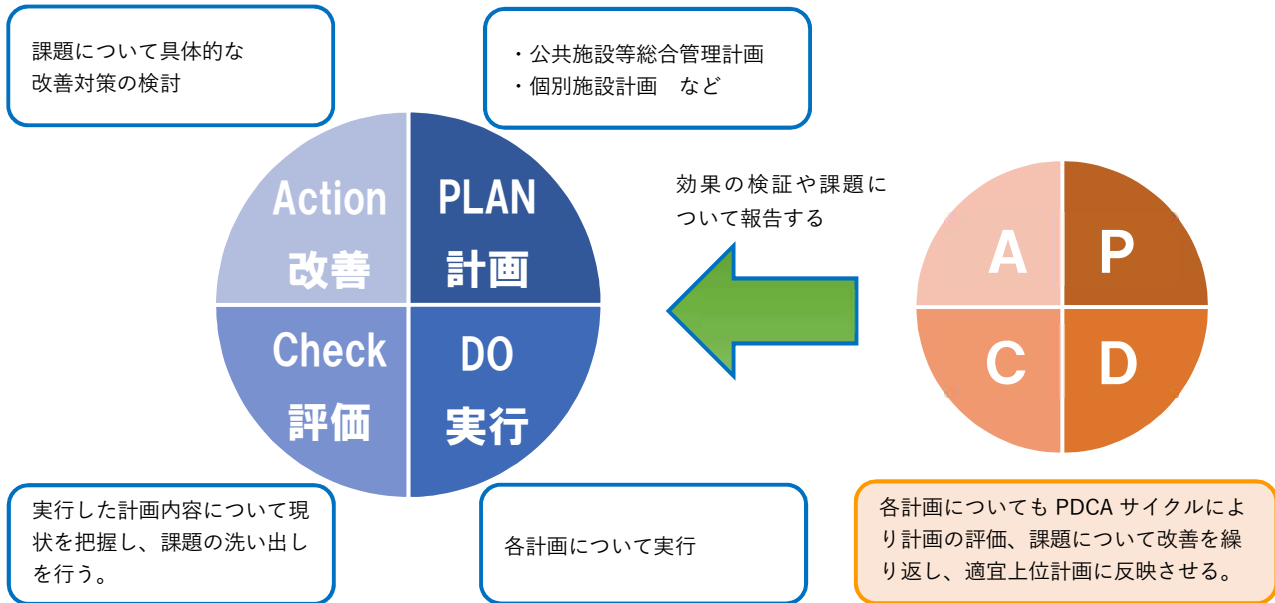 課題について具体的な
改善対策の検討
・公共施設等総合管理計画
・個別施設計画　など
Action
改善
PLAN
計画
Check
評価
DO
実行
効果の検証や課題に
ついて報告する
A
P
C
D
実行した計画内容について現
状を把握し、課題の洗い出し
を行う。
各計画について実行
各計画についても PDCA サイクルによ
り計画の評価、課題について改善を繰
り返し、適宜上位計画に反映させる。